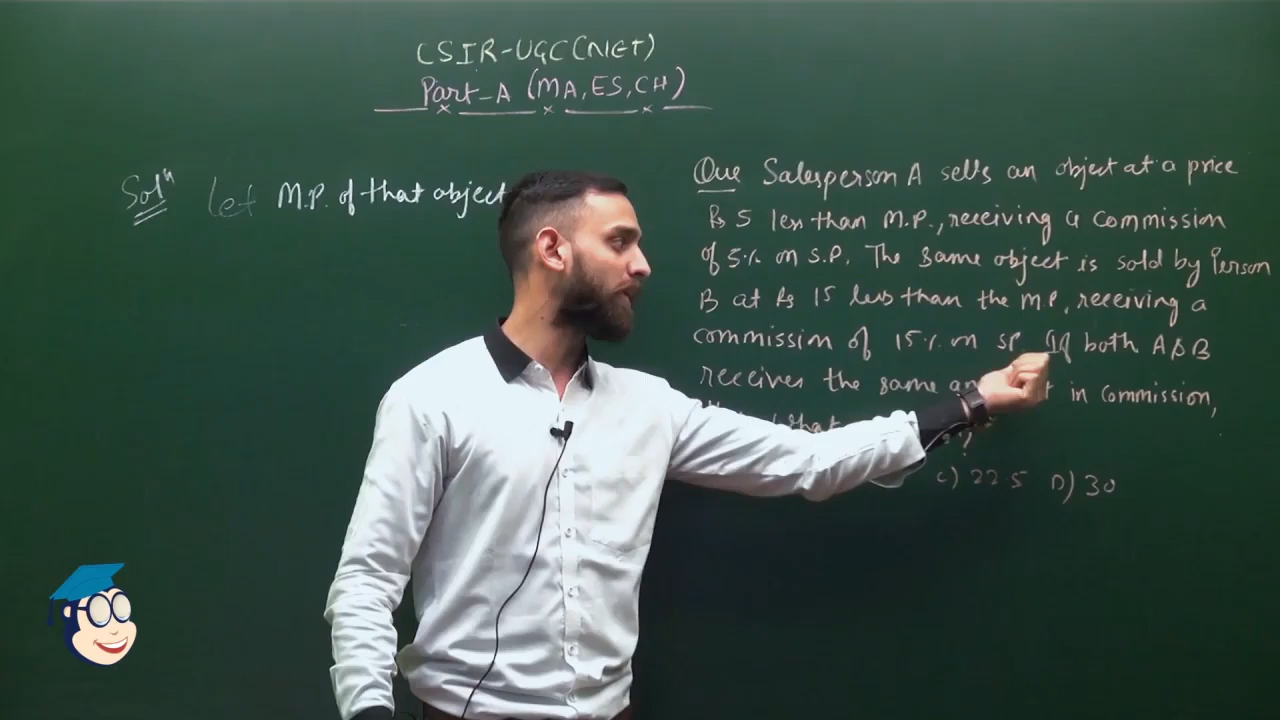 CSIR-UGC(NET)
Part-A (MA, ES, CH)
Solⁿ Let M.P. of that object
Que Salesperson A sells an object at a price
Rs 5 less than M.P., receiving a commission
of 5% on S.P. The same object is sold by Person
B at Rs 15 less than the MP, receiving a
commission of 15% on SP. If both A & B
receives the same in commission,
?
C) 22.5 D) 30